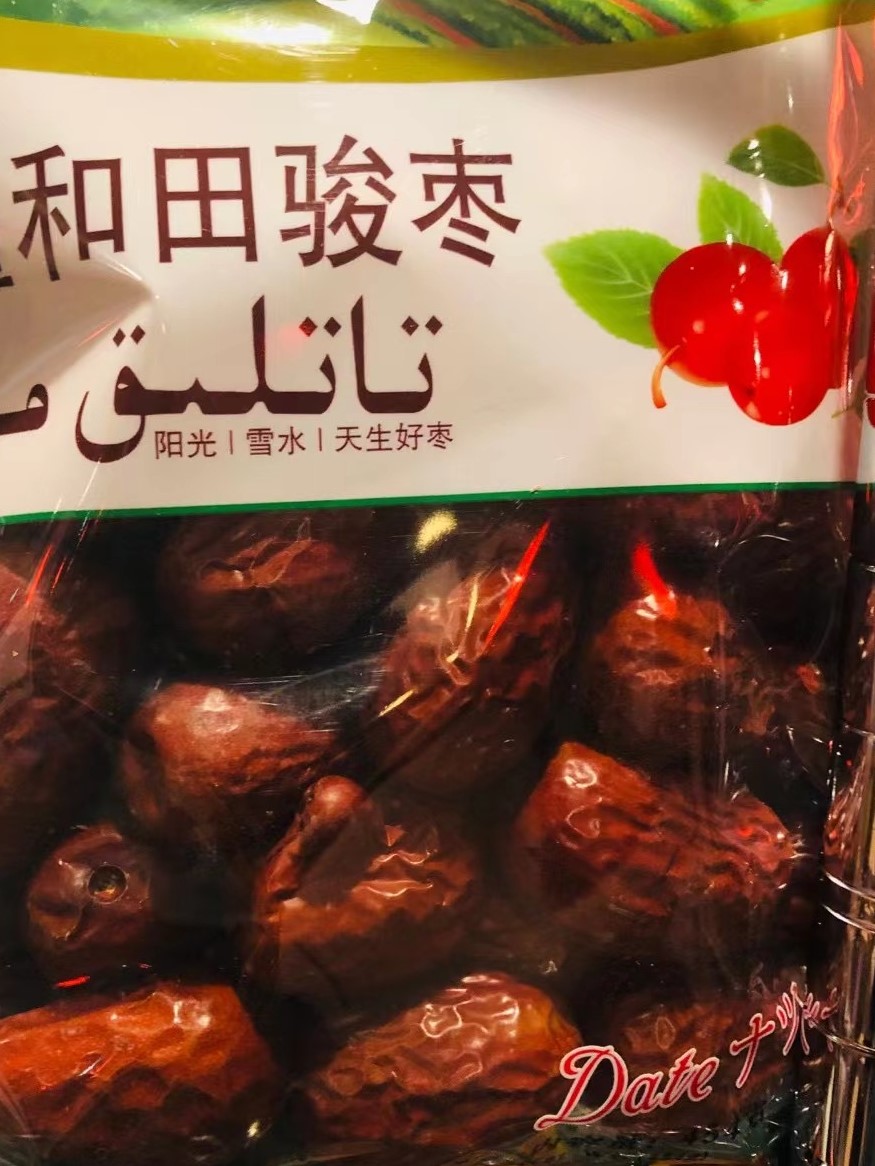 和田骏枣
تاتلىق
阳光 | 雪水 | 天生好枣
Date